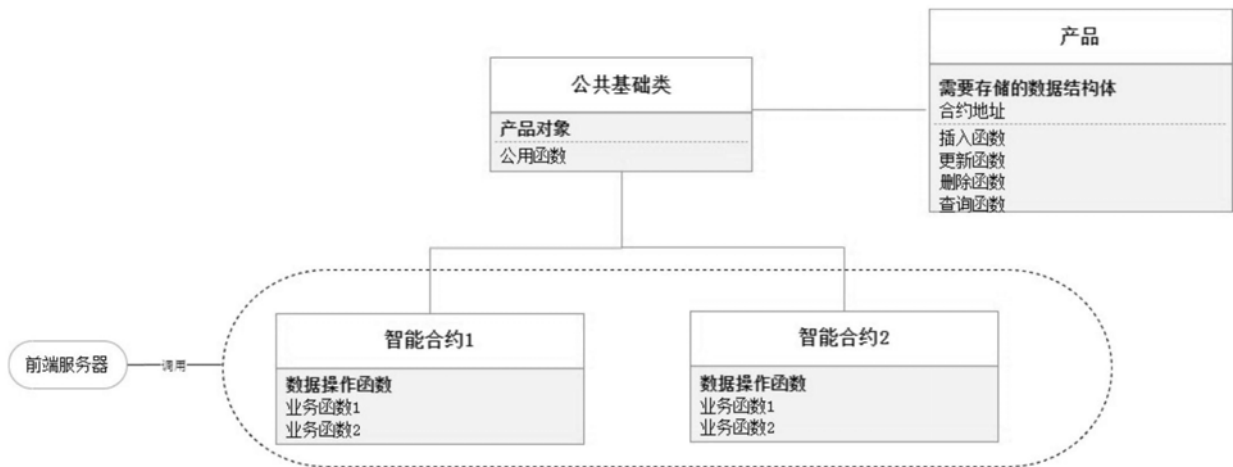 产品
需要存储的数据结构体
合约地址
插入函数
更新函数
删除函数
查询函数
公共基础类
产品对象
公用函数
智能合约1
数据操作函数
业务函数1
业务函数2
智能合约2
数据操作函数
业务函数1
业务函数2
前端服务器
调用